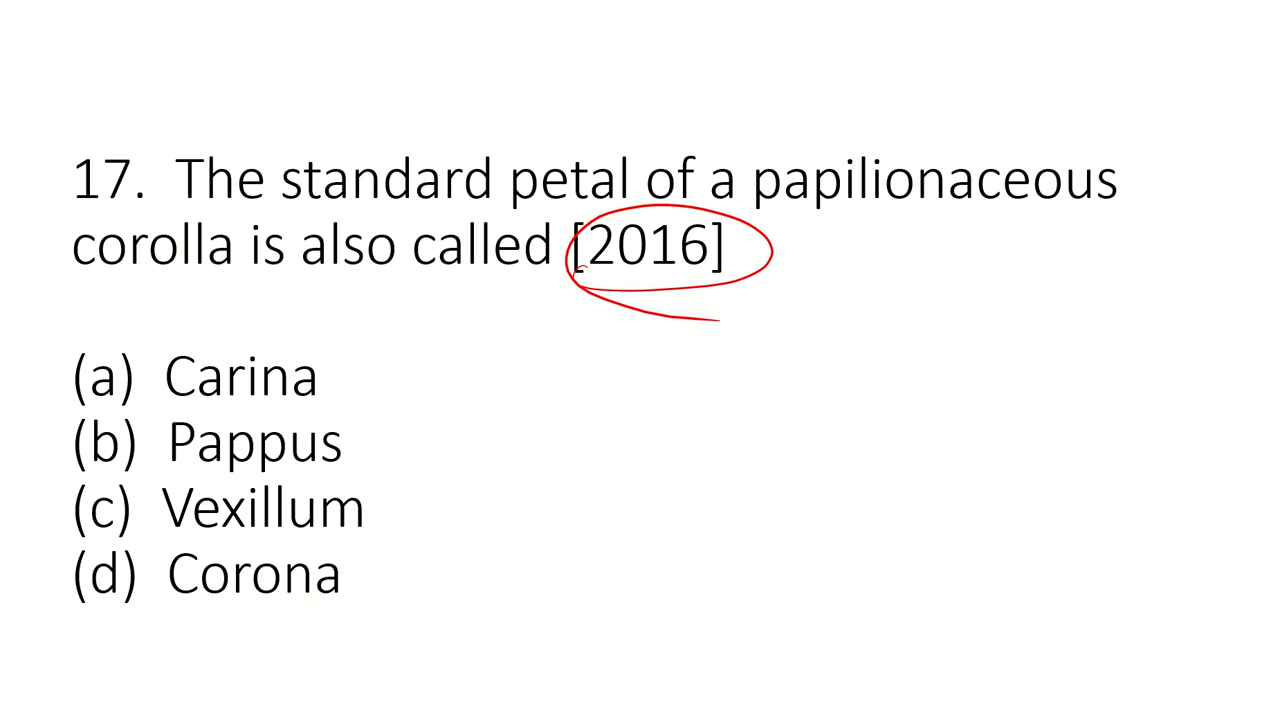 17. The standard petal of a papilionaceous
corolla is also called [2016]
(a) Carina
(b) Pappus
(c) Vexillum
(d) Corona